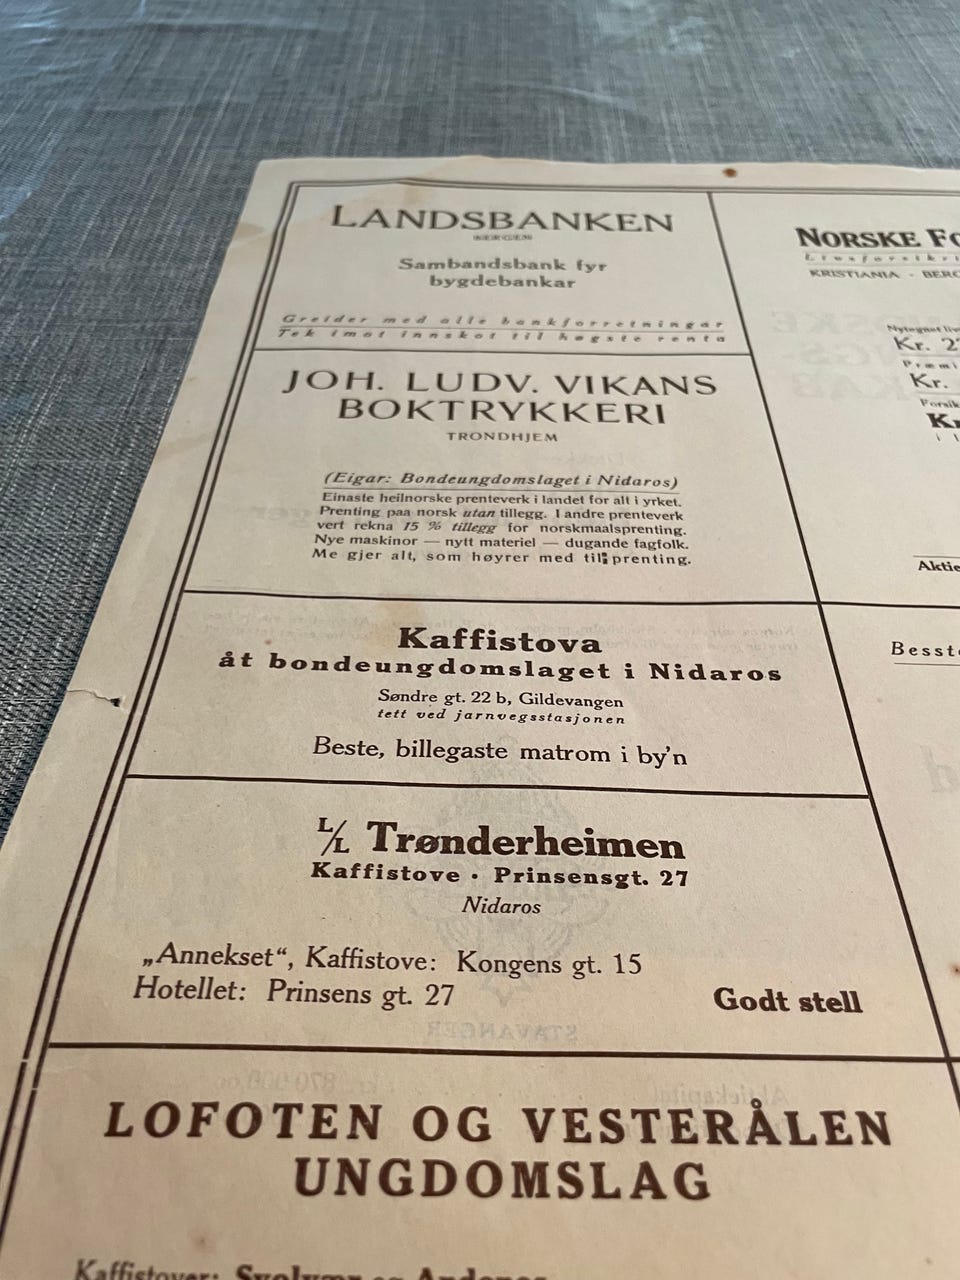 LANDSBANKEN
BERGEN
Sambandsbank fyr
bygdebankar
Greider med alle bankforretningar
Tek imot innskot til høgste renta
JOH. LUDV. VIKANS
BOKTRYKKERI
TRONDHJEM
(Eigar: Bondeungdomslaget i Nidaros)
Einaste heilnorske prenteverk i landet for alt i yrket.
Prenting paa norsk utan tillegg. I andre prenteverk
vert rekna 15 % tillegg for norskmaalsprenting.
Nye maskinor — nytt materiel — dugande fagfolk.
Me gjer alt, som høyrer med til prenting.
Kaffistova
åt bondeungdomslaget i Nidaros
Søndre gt. 22 b, Gildevangen
tett ved jarnvegsstasjonen
Beste, billegaste matrom i by'n
L/L Trønderheimen
Kaffistove · Prinsensgt. 27
Nidaros
„Annekset“, Kaffistove: Kongens gt. 15
Hotellet: Prinsens gt. 27
Godt stell
LOFOTEN OG VESTERÅLEN
UNGDOMSLAG
Kaffistover:
NORSKE
KRISTIANIA - 
Kr.
Kr.